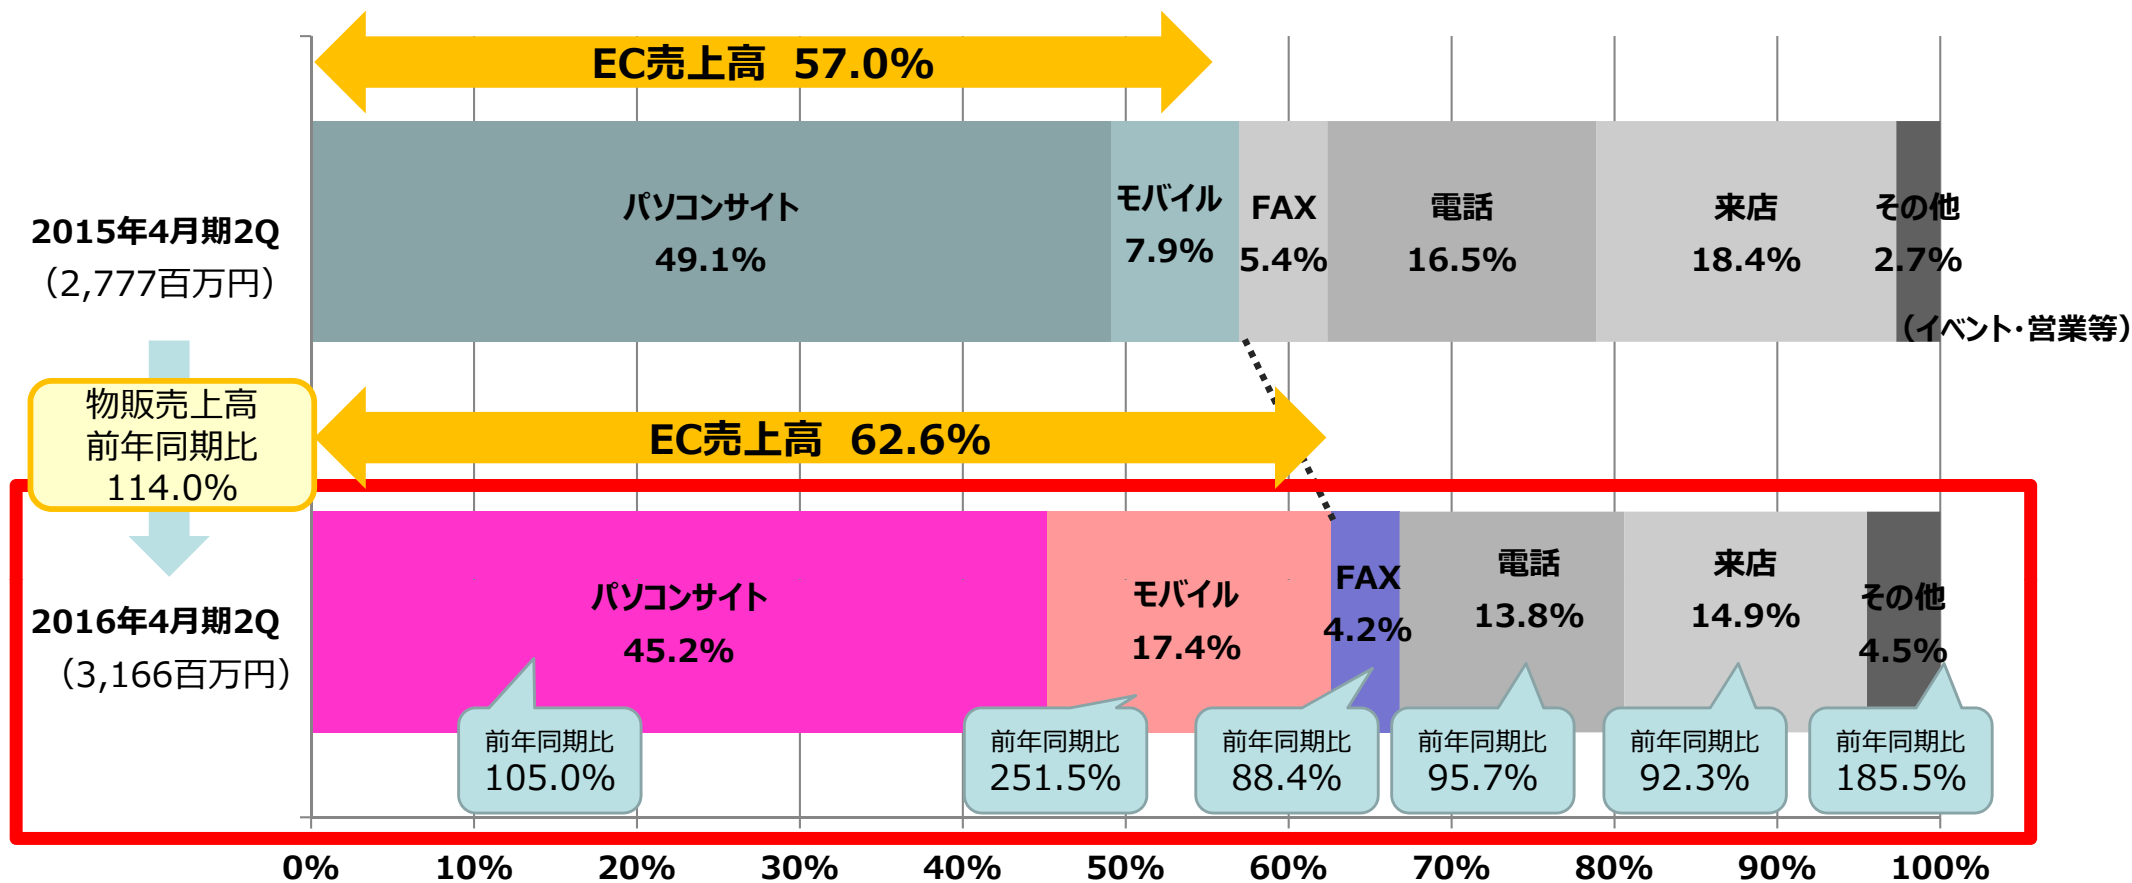 EC売上高 57.0%
2015年4月期2Q
（2,777百万円）
パソコンサイト
49.1%
モバイル
7.9%
FAX
5.4%
電話
16.5%
来店
18.4%
その他
2.7%
（イベント・営業等）
物販売上高
前年同期比
114.0%
EC売上高 62.6%
2016年4月期2Q
（3,166百万円）
パソコンサイト
45.2%
モバイル
17.4%
FAX
4.2%
電話
13.8%
来店
14.9%
その他
4.5%
前年同期比
105.0%
前年同期比
251.5%
前年同期比
88.4%
前年同期比
95.7%
前年同期比
92.3%
前年同期比
185.5%
0% 10% 20% 30% 40% 50% 60% 70% 80% 90% 100%